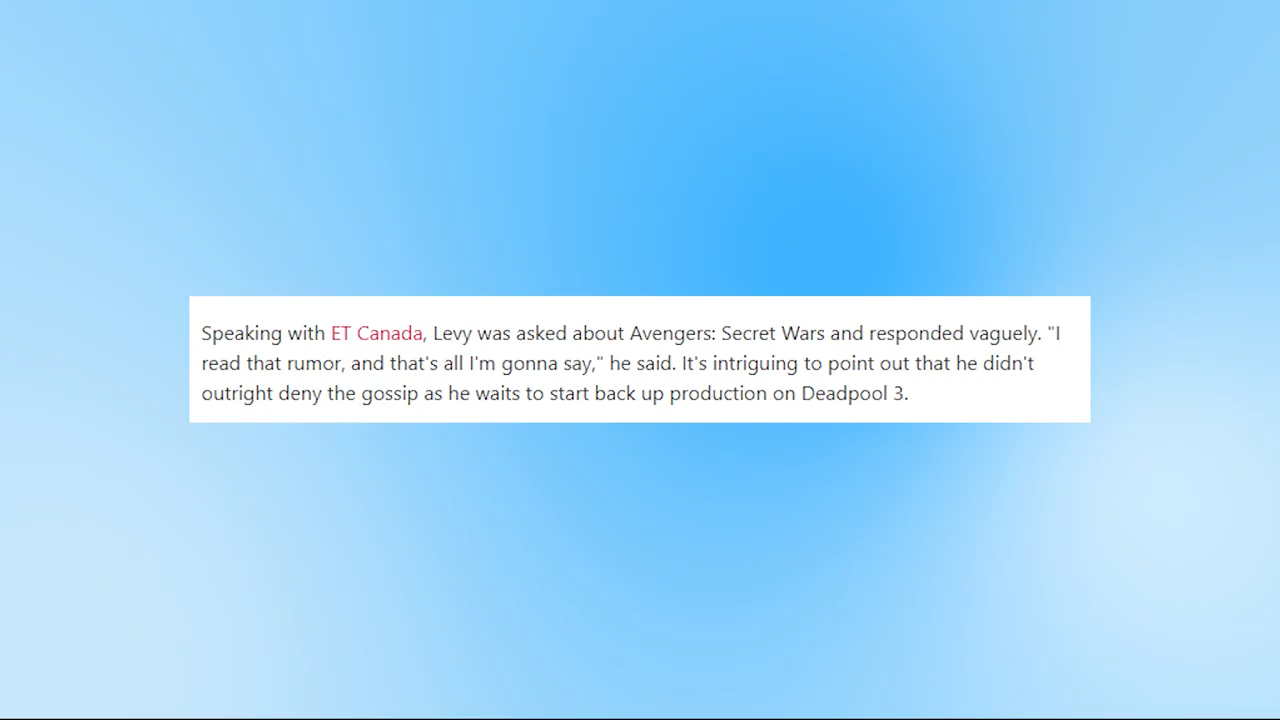 Speaking with ET Canada, Levy was asked about Avengers: Secret Wars and responded vaguely. "I
read that rumor, and that's all I'm gonna say," he said. It's intriguing to point out that he didn't
outright deny the gossip as he waits to start back up production on Deadpool 3.